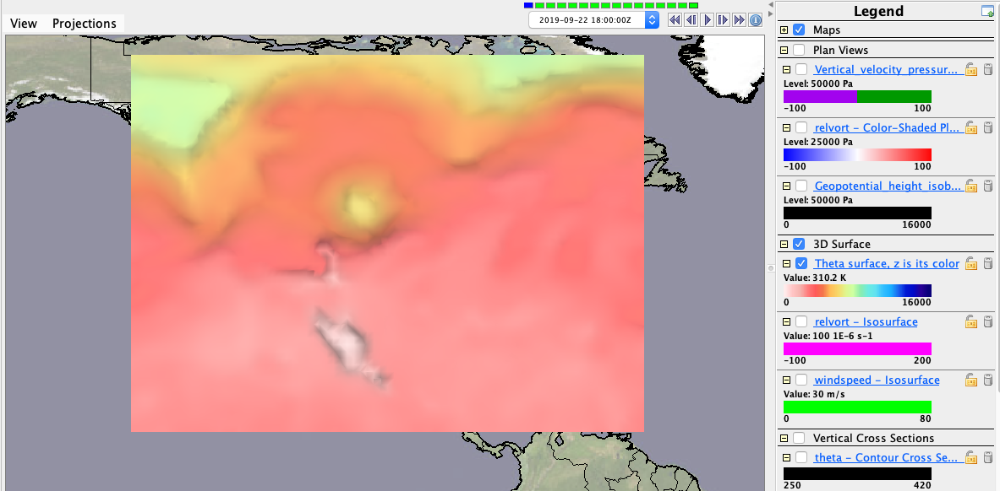 View Projections
2019-09-22 18:00:00Z
Legend
Maps
Plan Views
Vertical_velocity_pressur...
Level: 50000 Pa
-100 100
relvort - Color-Shaded Pl...
Level: 25000 Pa
-100 100
Geopotential_height_isob...
Level: 50000 Pa
0 16000
3D Surface
Theta surface, z is its color
Value: 310.2 K
0 16000
relvort - Isosurface
Value: 100 1E-6 s-1
-100 200
windspeed - Isosurface
Value: 30 m/s
0 80
Vertical Cross Sections
theta - Contour Cross Se...
250 420